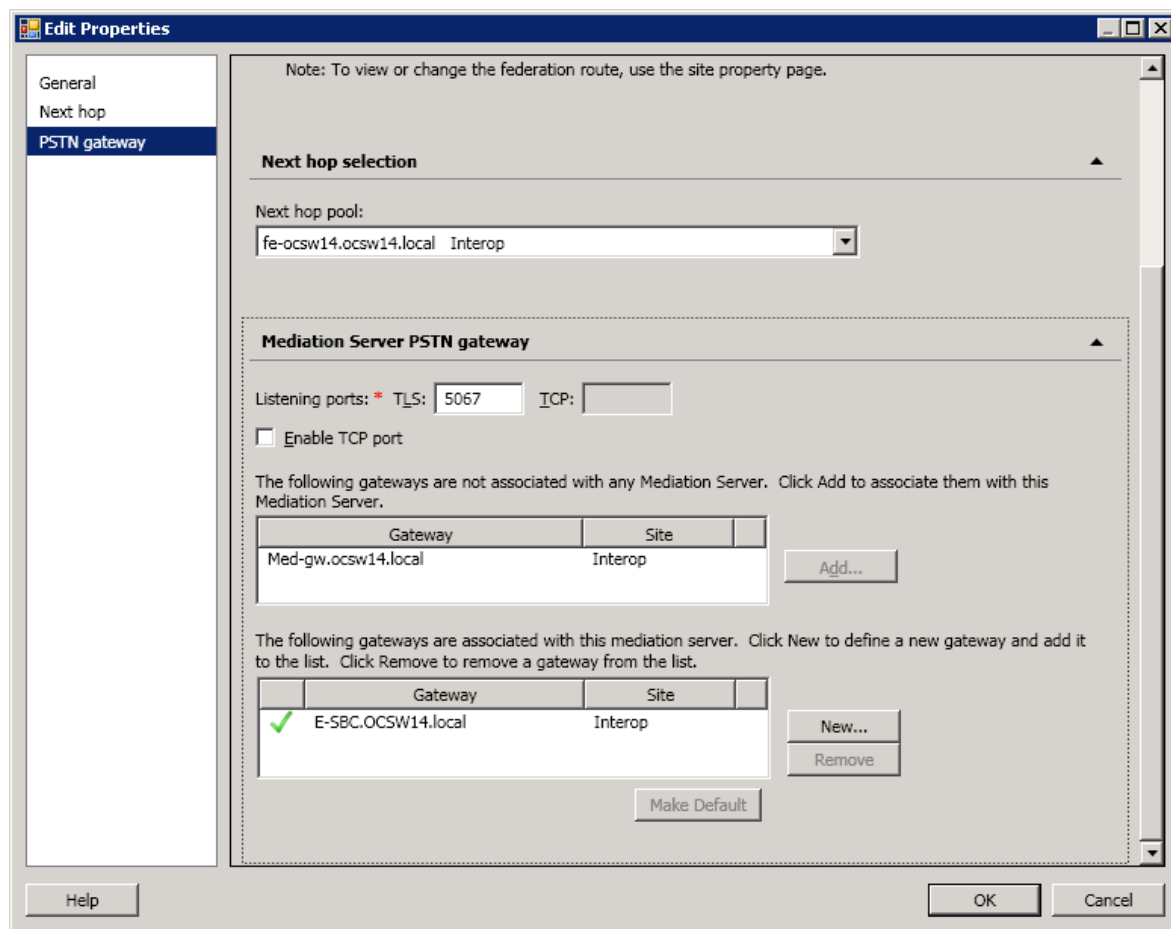 Edit Properties
General
Next hop
PSTN gateway
Note: To view or change the federation route, use the site property page.
Next hop selection
Next hop pool:
fe-ocsw14.ocsw14.local Interop
Mediation Server PSTN gateway
Listening ports: * TLS: 5067 TCP:
Enable TCP port
The following gateways are not associated with any Mediation Server. Click Add to associate them with this
Mediation Server.
Gateway Site
Med-gw.ocsw14.local Interop
Add...
The following gateways are associated with this mediation server. Click New to define a new gateway and add it
to the list. Click Remove to remove a gateway from the list.
Gateway Site
E-SBC.OCSW14.local Interop
New...
Remove
Make Default
Help
OK
Cancel